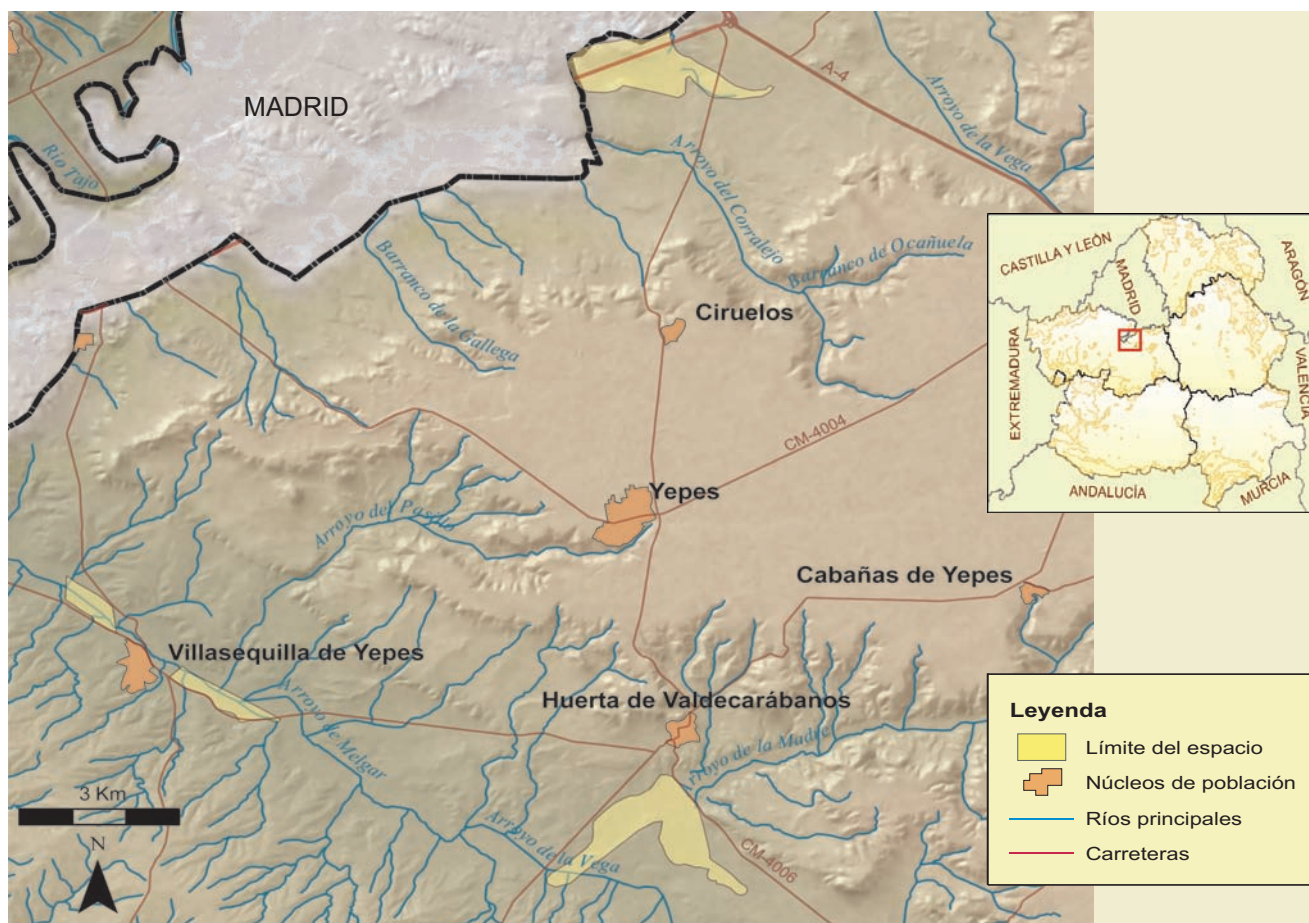 MADRID
A-4
Arroyo de la Vega
Río Tajo
Arroyo del Corralejo
Barranco de Ocañuela
Barranco de la Gallega
Ciruelos
CM-4004
Yepes
Arroyo del Pasillo
Cabañas de Yepes
Villasequilla de Yepes
Huerta de Valdecarábanos
Arroyo de Melgar
Arroyo de la Madre
Arroyo de la Vega
CM-4006
3 Km
N
CASTILLA Y LEÓN
MADRID
ARAGÓN
EXTREMADURA
VALENCIA
ANDALUCÍA
MURCIA
Leyenda
Límite del espacio
Núcleos de población
Ríos principales
Carreteras